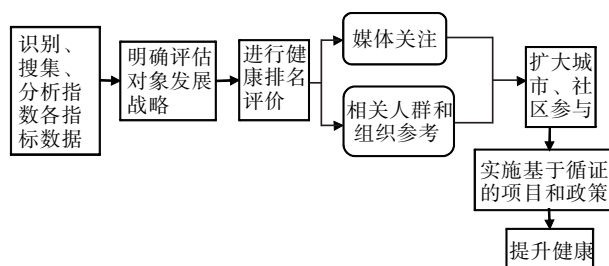 识别、
搜集、
分析指
数各指
标数据
明确评估
对象发展
战略
进行健
康排名
评价
媒体关注
相关人群和
组织参考
扩大城
市、社
区参与
实施基于循证
的项目和政策
提升健康